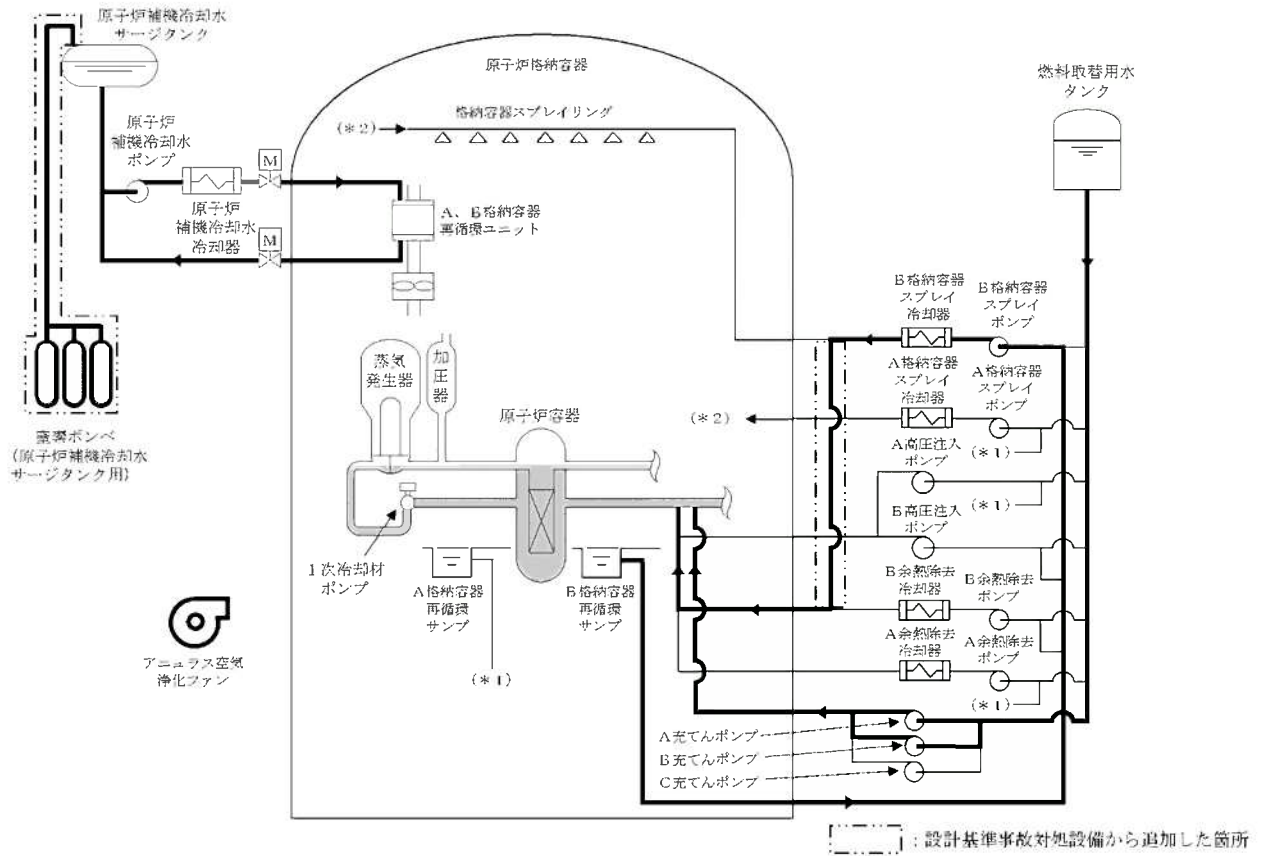 原子炉補機冷却水
サージタンク
原子炉
補機冷却水
ポンプ
M
原子炉
補機冷却水
冷却器
M
窒素ボンベ
(原子炉補機冷却水
サージタンク用)
原子炉格納容器
格納容器スプレイリング
(*2)
A、B格納容器
再循環ユニット
蒸気
発生器
加
圧
器
原子炉容器
1次冷却材
ポンプ
A格納容器
再循環
サンプ
B格納容器
再循環
サンプ
(*1)
アニュラス空気
浄化ファン
燃料取替用水
タンク
B格納容器
スプレイ
冷却器
B格納容器
スプレイ
ポンプ
A格納容器
スプレイ
冷却器
A格納容器
スプレイ
ポンプ
(*2)
(*1)
A高圧注入
ポンプ
(*1)
B高圧注入
ポンプ
B余熱除去
冷却器
B余熱除去
ポンプ
A余熱除去
冷却器
A余熱除去
ポンプ
(*1)
A充てんポンプ
B充てんポンプ
C充てんポンプ
:設計基準事故対処設備から追加した箇所